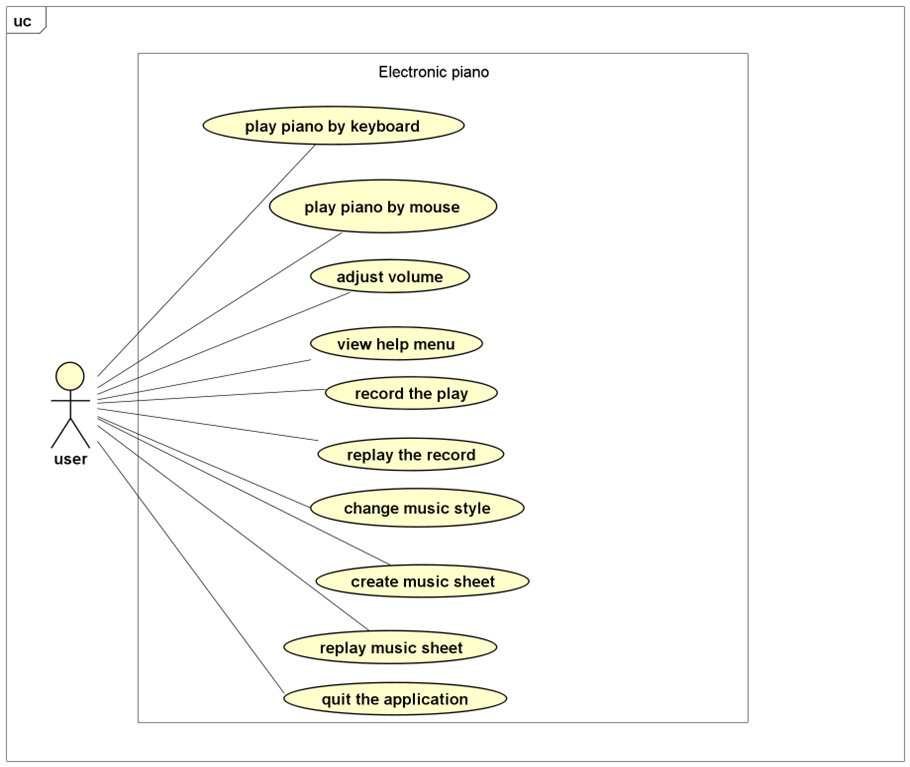 uc
Electronic piano
play piano by keyboard
play piano by mouse
adjust volume
view help menu
record the play
replay the record
user
change music style
create music sheet
replay music sheet
quit the application